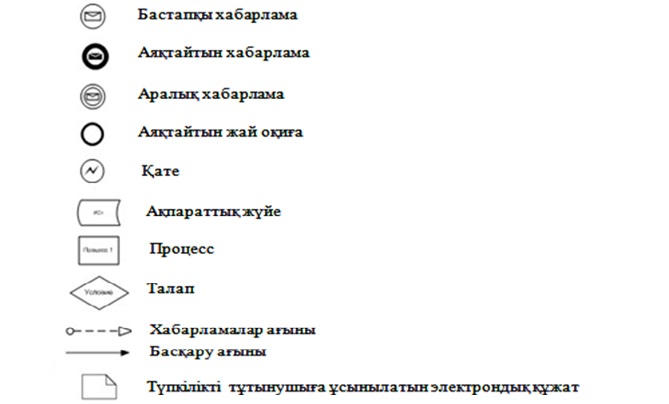 Бастапқы хабарлама
Аяқтайтын хабарлама
Аралық хабарлама
Аяқтайтын жай оқиға
Қате
Ақпараттық жүйе
Процесс
Условие Талап
Хабарламалар ағыны
Басқару ағыны
Түпкілікті тұтынушыға ұсынылатын электрондық құжат